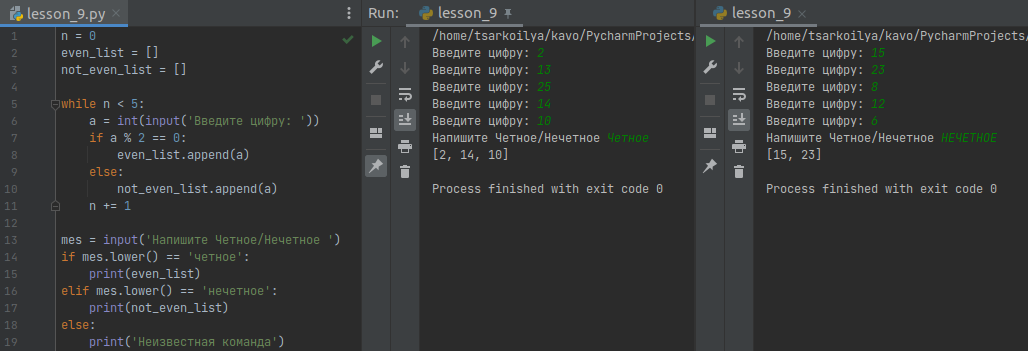 lesson_9.py
1 n = 0
2 even_list = []
3 not_even_list = []
4
5 while n < 5:
6 a = int(input('Введите цифру: '))
7 if a % 2 == 0:
8 even_list.append(a)
9 else:
10 not_even_list.append(a)
11 n += 1
12
13 mes = input('Напишите Четное/Нечетное ')
14 if mes.lower() == 'четное':
15 print(even_list)
16 elif mes.lower() == 'нечетное':
17 print(not_even_list)
18 else:
19 print('Неизвестная команда')
Run: lesson_9
/home/tsarkoilya/kavo/PycharmProjects/
Введите цифру: 2
Введите цифру: 13
Введите цифру: 25
Введите цифру: 14
Введите цифру: 10
Напишите Четное/Нечетное Четное
[2, 14, 10]
Process finished with exit code 0
lesson_9
/home/tsarkoilya/kavo/PycharmProjects/
Введите цифру: 15
Введите цифру: 23
Введите цифру: 8
Введите цифру: 12
Введите цифру: 6
Напишите Четное/Нечетное НЕЧЕТНОЕ
[15, 23]
Process finished with exit code 0